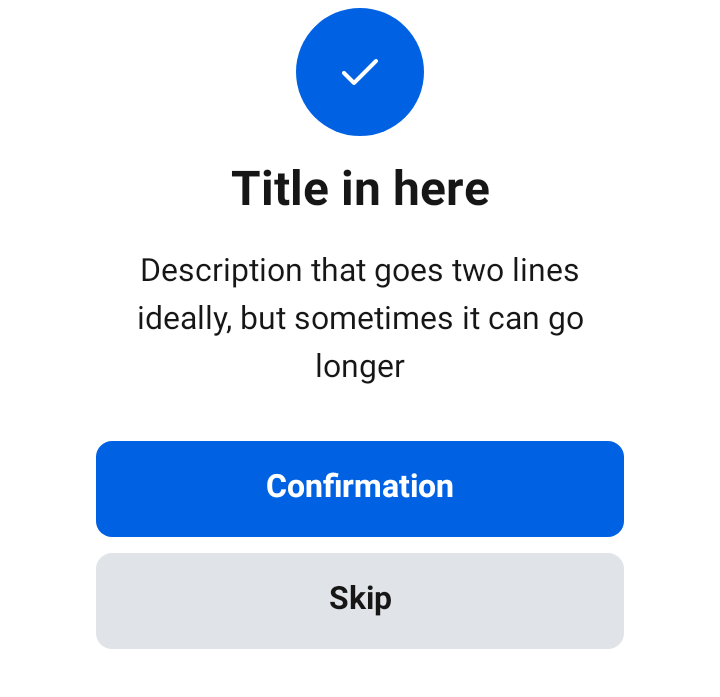 Title in here
Description that goes two lines
ideally, but sometimes it can go
longer
Confirmation
Skip